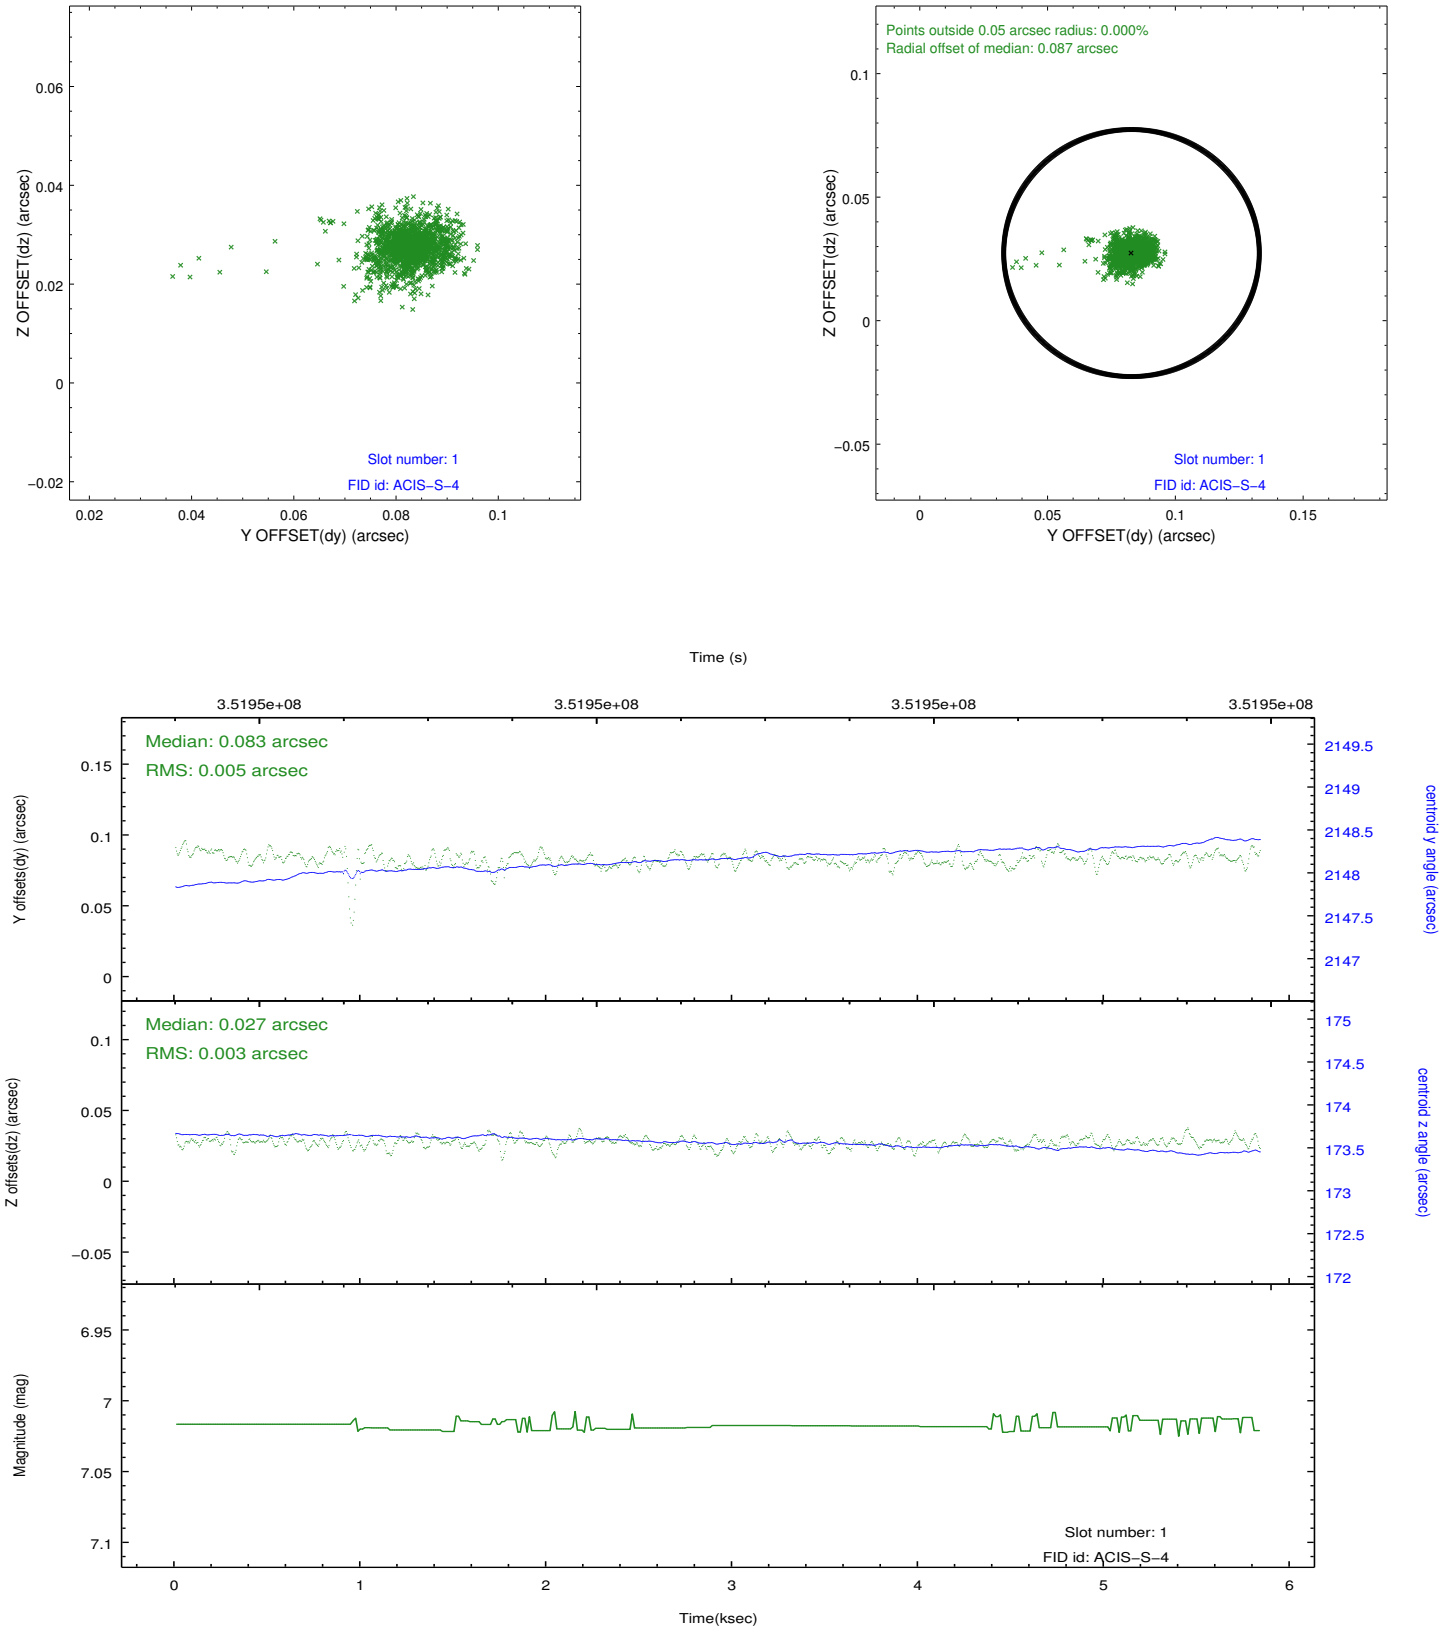 0.06
0.04
0.02
0
−0.02
Z OFFSET(dz) (arcsec)
Slot number: 1
FID id: ACIS−S−4
0.02
0.04
0.06
0.08
0.1
Y OFFSET(dy) (arcsec)
Points outside 0.05 arcsec radius: 0.000%
Radial offset of median: 0.087 arcsec
0.1
0.05
0
−0.05
Z OFFSET(dz) (arcsec)
Slot number: 1
FID id: ACIS−S−4
0
0.05
0.1
0.15
Y OFFSET(dy) (arcsec)
Time (s)
3.5195e+08
3.5195e+08
3.5195e+08
3.5195e+08
Median: 0.083 arcsec
RMS: 0.005 arcsec
0.15
0.1
0.05
0
Y offsets(dy) (arcsec)
2149.5
2149
2148.5
2148
2147.5
2147
centroid y angle (arcsec)
Median: 0.027 arcsec
RMS: 0.003 arcsec
0.1
0.05
0
−0.05
Z offsets(dz) (arcsec)
175
174.5
174
173.5
173
172.5
172
centroid z angle (arcsec)
6.95
7
7.05
7.1
Magnitude (mag)
Slot number: 1
FID id: ACIS−S−4
0
1
2
3
4
5
6
Time(ksec)